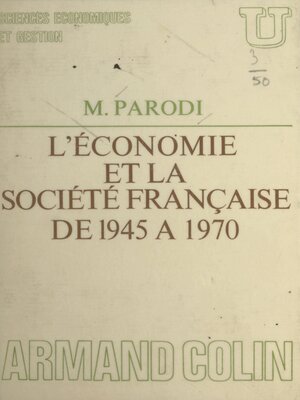 SCIENCES ECONOMIQUES
ET GESTION
U
3
50
M. PARODI
L'ÉCONOMIE
ET LA
SOCIÉTÉ FRANÇAISE
DE 1945 A 1970
ARMAND COLIN